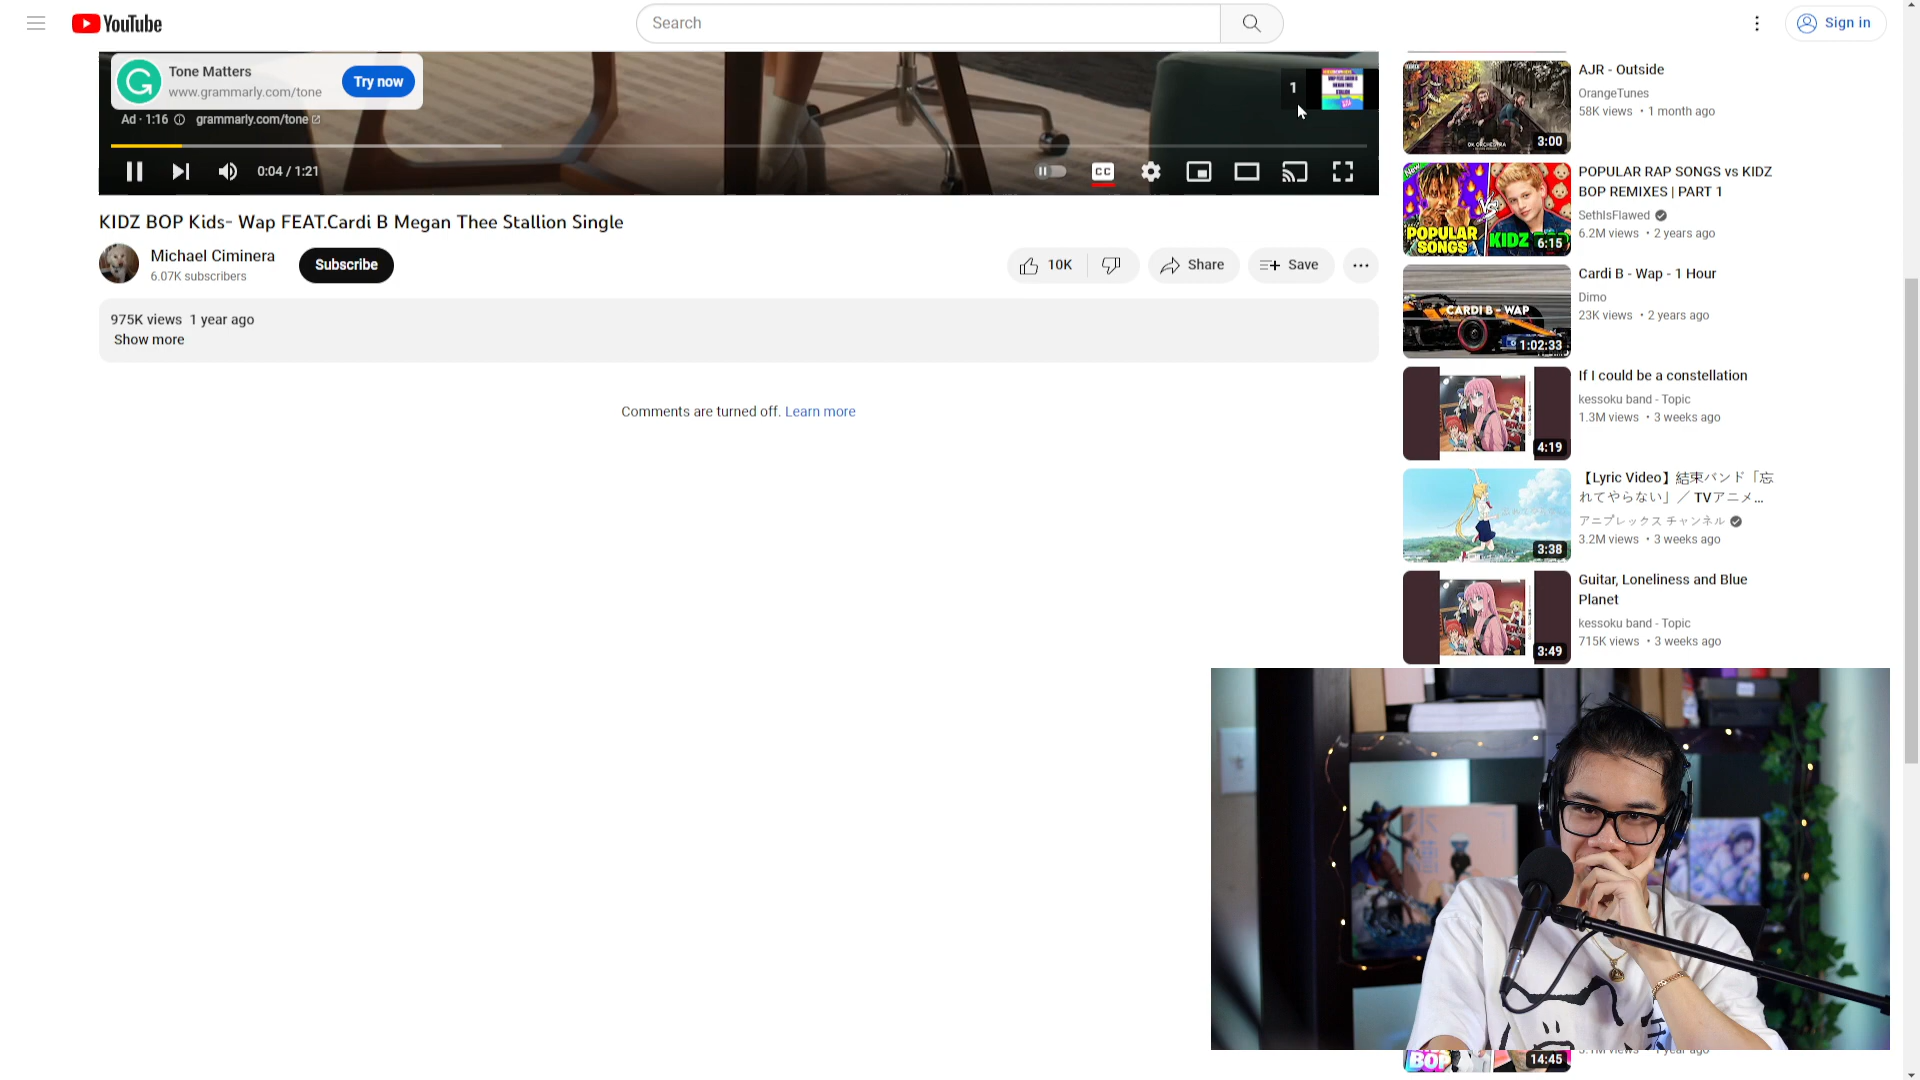 YouTube
Search
Sign in
Tone Matters
www.grammarly.com/tone
Try now
Ad · 1:16
grammarly.com/tone
1
0:04 / 1:21
CC
KIDZ BOP Kids- Wap FEAT.Cardi B Megan Thee Stallion Single
Michael Ciminera
6.07K subscribers
Subscribe
10K
Share
Save
975K views 1 year ago
Show more
Comments are turned off. Learn more
3:00
AJR - Outside
OrangeTunes
58K views • 1 month ago
New
POPULAR SONGS
VS
KIDZ
6:15
POPULAR RAP SONGS vs KIDZ
BOP REMIXES | PART 1
SethIsFlawed
6.2M views • 2 years ago
CARDI B - WAP
1:02:33
Cardi B - Wap - 1 Hour
Dimo
23K views • 2 years ago
4:19
If I could be a constellation
kessoku band - Topic
1.3M views • 3 weeks ago
3:38
【Lyric Video】結束バンド「忘
れてやらない」／ TVアニメ...
アニプレックス チャンネル
3.2M views • 3 weeks ago
3:49
Guitar, Loneliness and Blue
Planet
kessoku band - Topic
715K views • 3 weeks ago
BOP
14:45